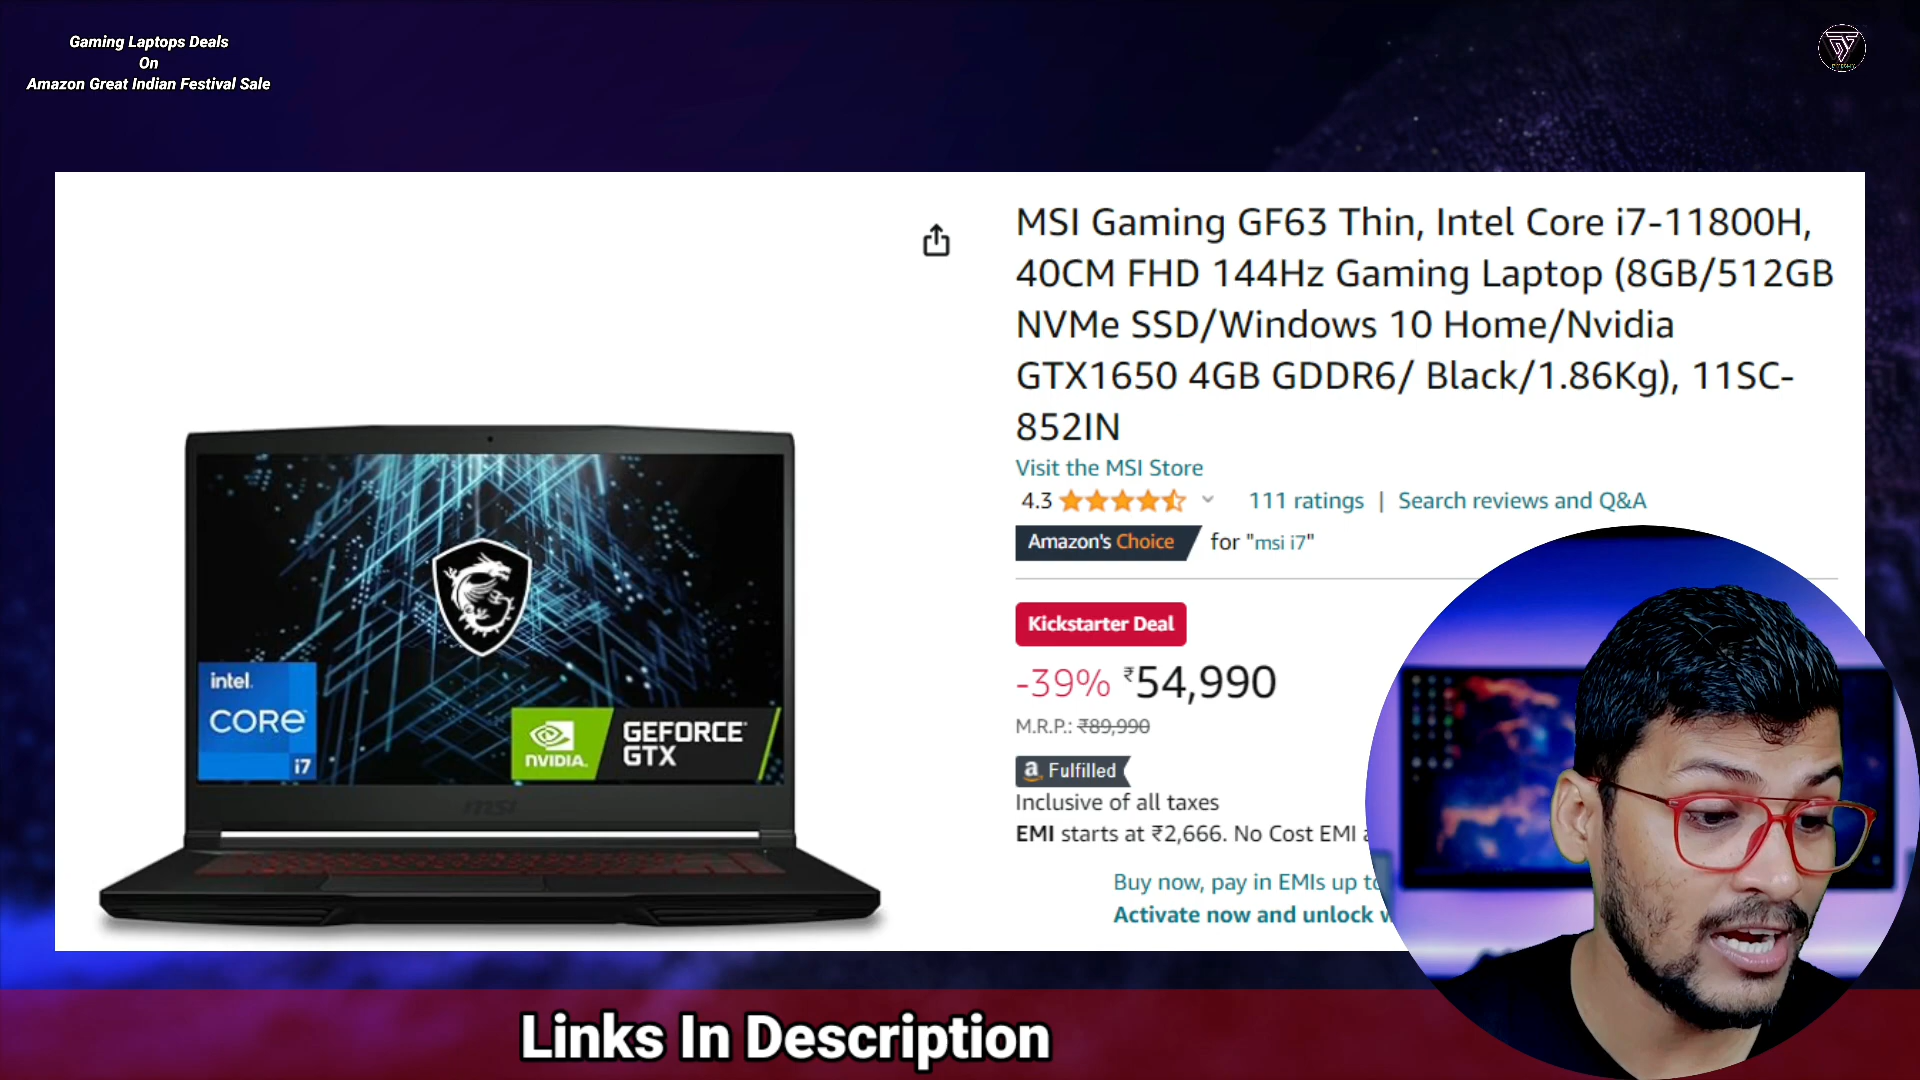 Gaming Laptops Deals
On
Amazon Great Indian Festival Sale
MSI Gaming GF63 Thin, Intel Core i7-11800H,
40CM FHD 144Hz Gaming Laptop (8GB/512GB
NVMe SSD/Windows 10 Home/Nvidia
GTX1650 4GB GDDR6/ Black/1.86Kg), 11SC-
852IN
Visit the MSI Store
4.3 111 ratings | Search reviews and Q&A
Amazon's Choice for "msi i7"
Kickstarter Deal
-39% ₹54,990
M.R.P.: ₹89,990
a Fulfilled
Inclusive of all taxes
EMI starts at ₹2,666. No Cost EMI
Buy now, pay in EMIs up to
Activate now and unlock
intel
CORE
i7
NVIDIA.
GEFORCE
GTX
msi
Links In Description